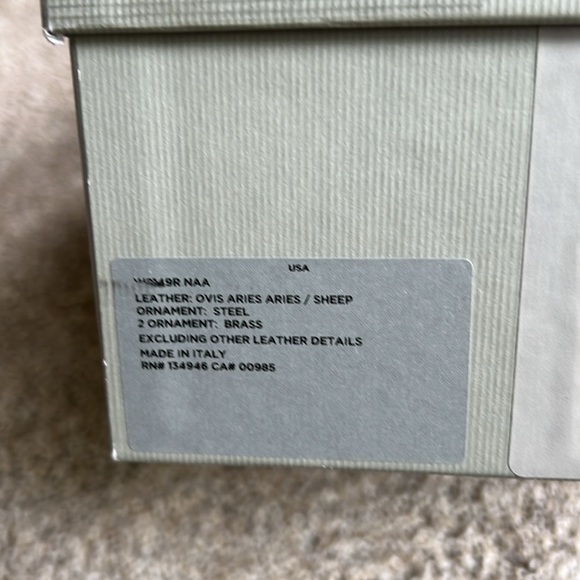 USA
NAA
LEATHER: OVIS ARIES ARIES / SHEEP
ORNAMENT: STEEL
2 ORNAMENT: BRASS
EXCLUDING OTHER LEATHER DETAILS
MADE IN ITALY
RN# 134946 CA# 00985